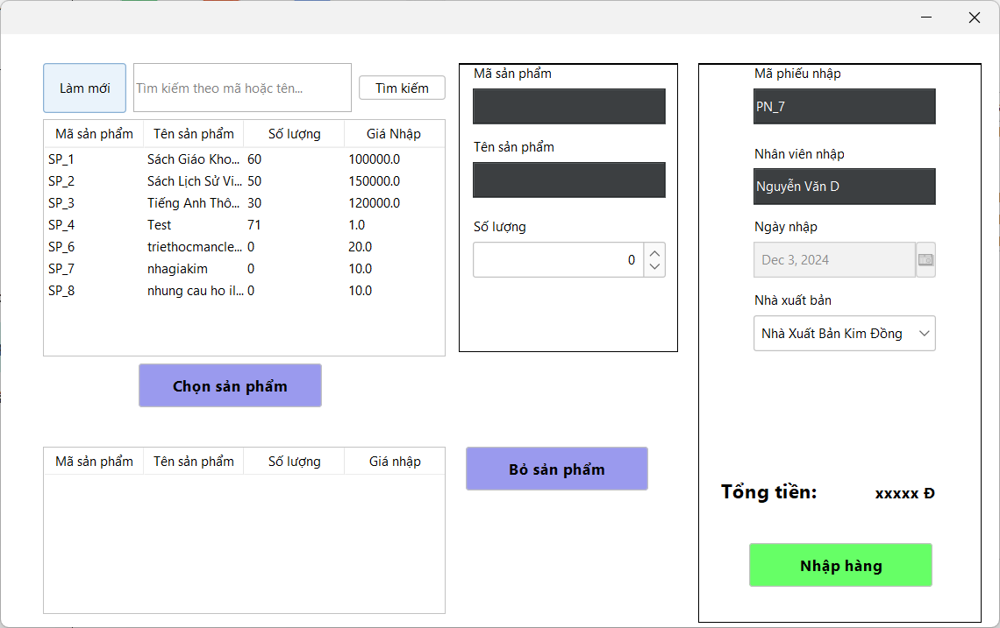 Làm mới
Tìm kiếm theo mã hoặc tên...
Tìm kiếm
Mã sản phẩm Tên sản phẩm Số lượng Giá Nhập
SP_1 Sách Giáo Kho... 60 100000.0
SP_2 Sách Lịch Sử Vi... 50 150000.0
SP_3 Tiếng Anh Thô... 30 120000.0
SP_4 Test 71 1.0
SP_6 triethocmancle... 0 20.0
SP_7 nhagiakim 0 10.0
SP_8 nhung cau ho il... 0 10.0
Chọn sản phẩm
Mã sản phẩm Tên sản phẩm Số lượng Giá nhập
Mã sản phẩm
Tên sản phẩm
Số lượng
0
Bỏ sản phẩm
Mã phiếu nhập
PN_7
Nhân viên nhập
Nguyễn Văn D
Ngày nhập
Dec 3, 2024
Nhà xuất bản
Nhà Xuất Bản Kim Đồng
Tổng tiền: xxxxx Đ
Nhập hàng